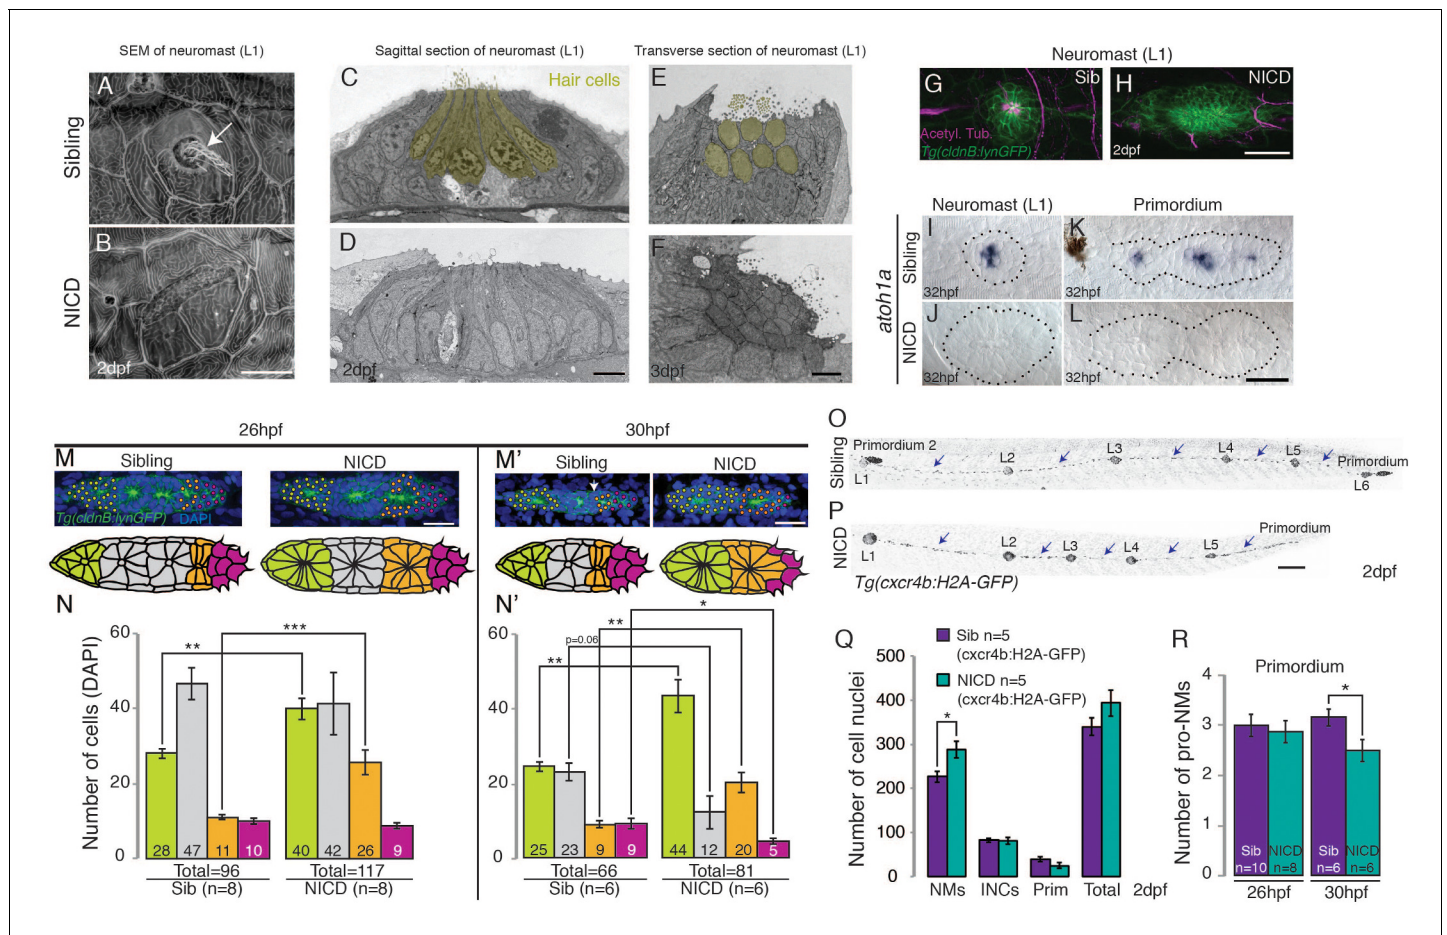 SEM of neuromast (L1)
Sagittal section of neuromast (L1)
Transverse section of neuromast (L1)
Neuromast (L1)
Sibling
NICD
A
B
2dpf
C
Hair cells
D
2dpf
E
F
3dpf
G
Sib
Acetyl. Tub.
Tg(cldnB:lynGFP)
H
NICD
2dpf
Neuromast (L1)
Primordium
atoh1a
Sibling
NICD
I
32hpf
K
32hpf
J
32hpf
L
32hpf
26hpf
30hpf
M
Sibling
NICD
Tg(cldnB:lynGFP)
DAPI
M'
Sibling
NICD
O
Sibling
Primordium 2
L1
L2
L3
L4
L5
Primordium
L6
P
NICD
L1
L2
L3
L4
L5
Primordium
Tg(cxcr4b:H2A-GFP)
2dpf
N
Number of cells (DAPI)
60
40
20
0
**
***
28
47
11
10
40
42
26
9
Total=96
Total=117
Sib (n=8)
NICD (n=8)
N'
60
40
20
0
*
**
p=0.06
**
25
23
9
9
44
12
20
5
Total=66
Total=81
Sib (n=6)
NICD (n=6)
Q
Sib n=5
(cxcr4b:H2A-GFP)
NICD n=5
(cxcr4b:H2A-GFP)
Number of cell nuclei
500
400
300
200
100
0
*
NMs
INCs
Prim
Total
2dpf
R
Primordium
Number of pro-NMs
4
3
2
1
0
*
Sib
n=10
NICD
n=8
Sib
n=6
NICD
n=6
26hpf
30hpf